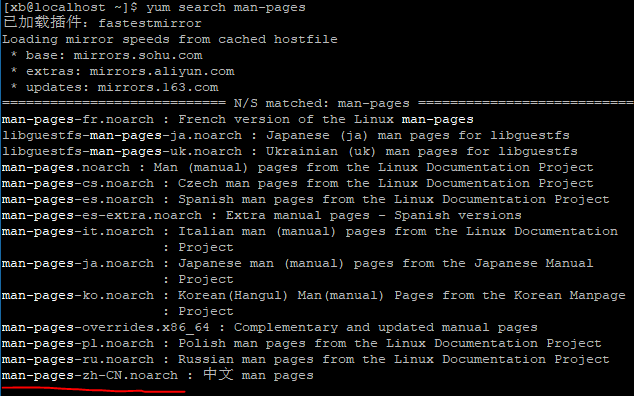 [xb@localhost ~]$ yum search man-pages
已加载插件：fastestmirror
Loading mirror speeds from cached hostfile
 * base: mirrors.sohu.com
 * extras: mirrors.aliyun.com
 * updates: mirrors.163.com
============================ N/S matched: man-pages ===========================
man-pages-fr.noarch : French version of the Linux man-pages
libguestfs-man-pages-ja.noarch : Japanese (ja) man pages for libguestfs
libguestfs-man-pages-uk.noarch : Ukrainian (uk) man pages for libguestfs
man-pages.noarch : Man (manual) pages from the Linux Documentation Project
man-pages-cs.noarch : Czech man pages from the Linux Documentation Project
man-pages-es.noarch : Spanish man pages from the Linux Documentation Project
man-pages-es-extra.noarch : Extra manual pages - Spanish versions
man-pages-it.noarch : Italian man (manual) pages from the Linux Documentation
                    : Project
man-pages-ja.noarch : Japanese man (manual) pages from the Japanese Manual
                    : Project
man-pages-ko.noarch : Korean(Hangul) Man(manual) Pages from the Korean Manpage
                    : Project
man-pages-overrides.x86_64 : Complementary and updated manual pages
man-pages-pl.noarch : Polish man pages from the Linux Documentation Project
man-pages-ru.noarch : Russian man pages from the Linux Documentation Project
man-pages-zh-CN.noarch : 中文 man pages